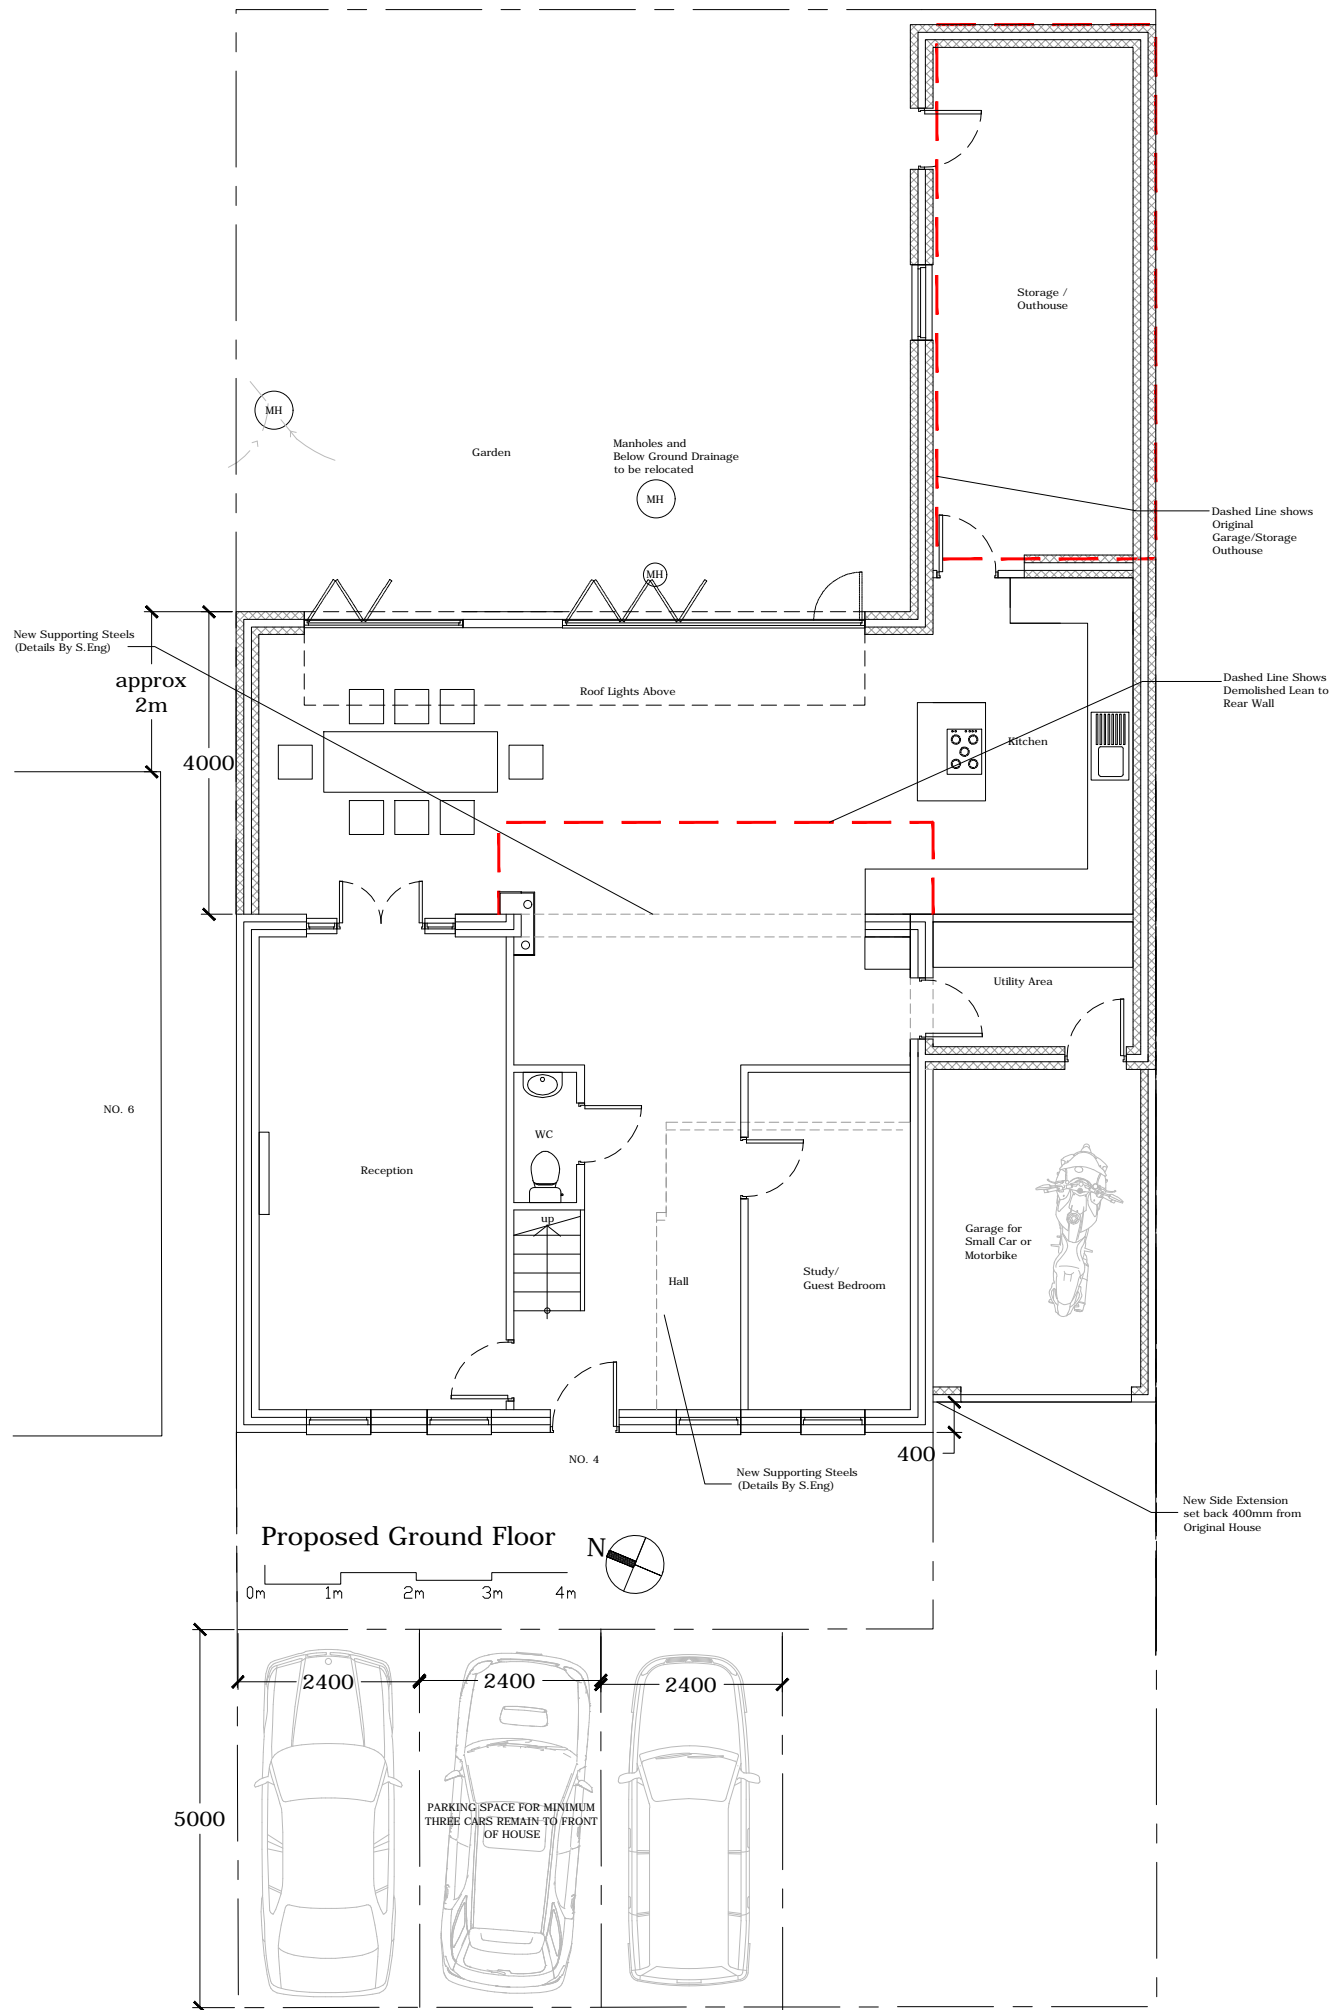 Storage /
Outhouse
MH
Garden
Manholes and
Below Ground Drainage
to be relocated
MH
Dashed Line shows
Original
Garage/Storage
Outhouse
MH
New Supporting Steels
(Details By S.Eng)
approx
2m
4000
Roof Lights Above
Dashed Line Shows
Demolished Lean to
Rear Wall
Kitchen
Utility Area
NO. 6
WC
Reception
up
Hall
Study/
Guest Bedroom
Garage for
Small Car or
Motorbike
400
NO. 4
New Supporting Steels
(Details By S.Eng)
New Side Extension
set back 400mm from
Original House
Proposed Ground Floor
N
0m 1m 2m 3m 4m
2400 2400 2400
5000
PARKING SPACE FOR MINIMUM
THREE CARS REMAIN TO FRONT
OF HOUSE